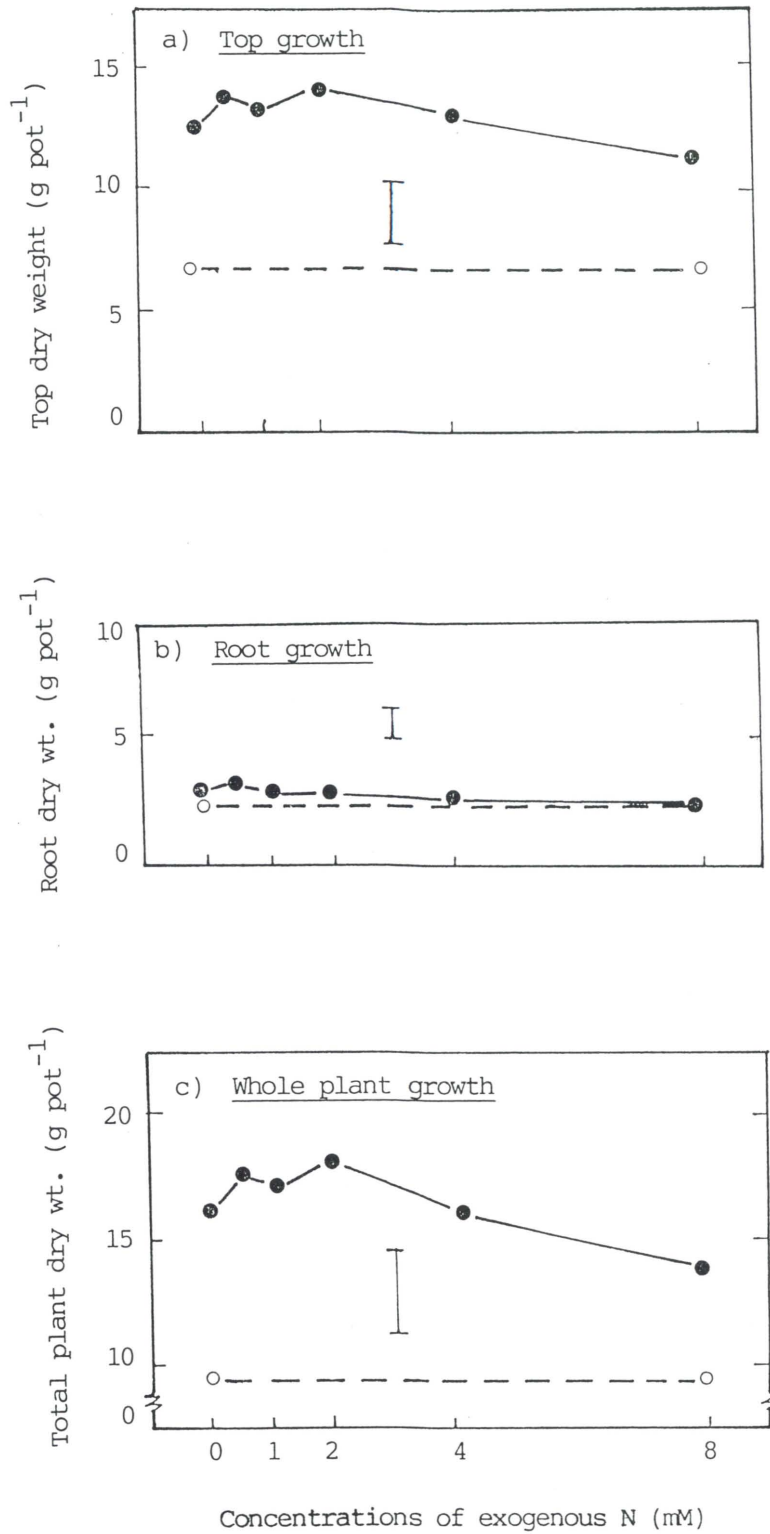 a) Top growth
15
10
5
0
Top dry weight (g pot⁻¹)
b) Root growth
10
5
0
Root dry wt. (g pot⁻¹)
c) Whole plant growth
20
15
10
0
Total plant dry wt. (g pot⁻¹)
0 1 2 4 8
Concentrations of exogenous N (mM)